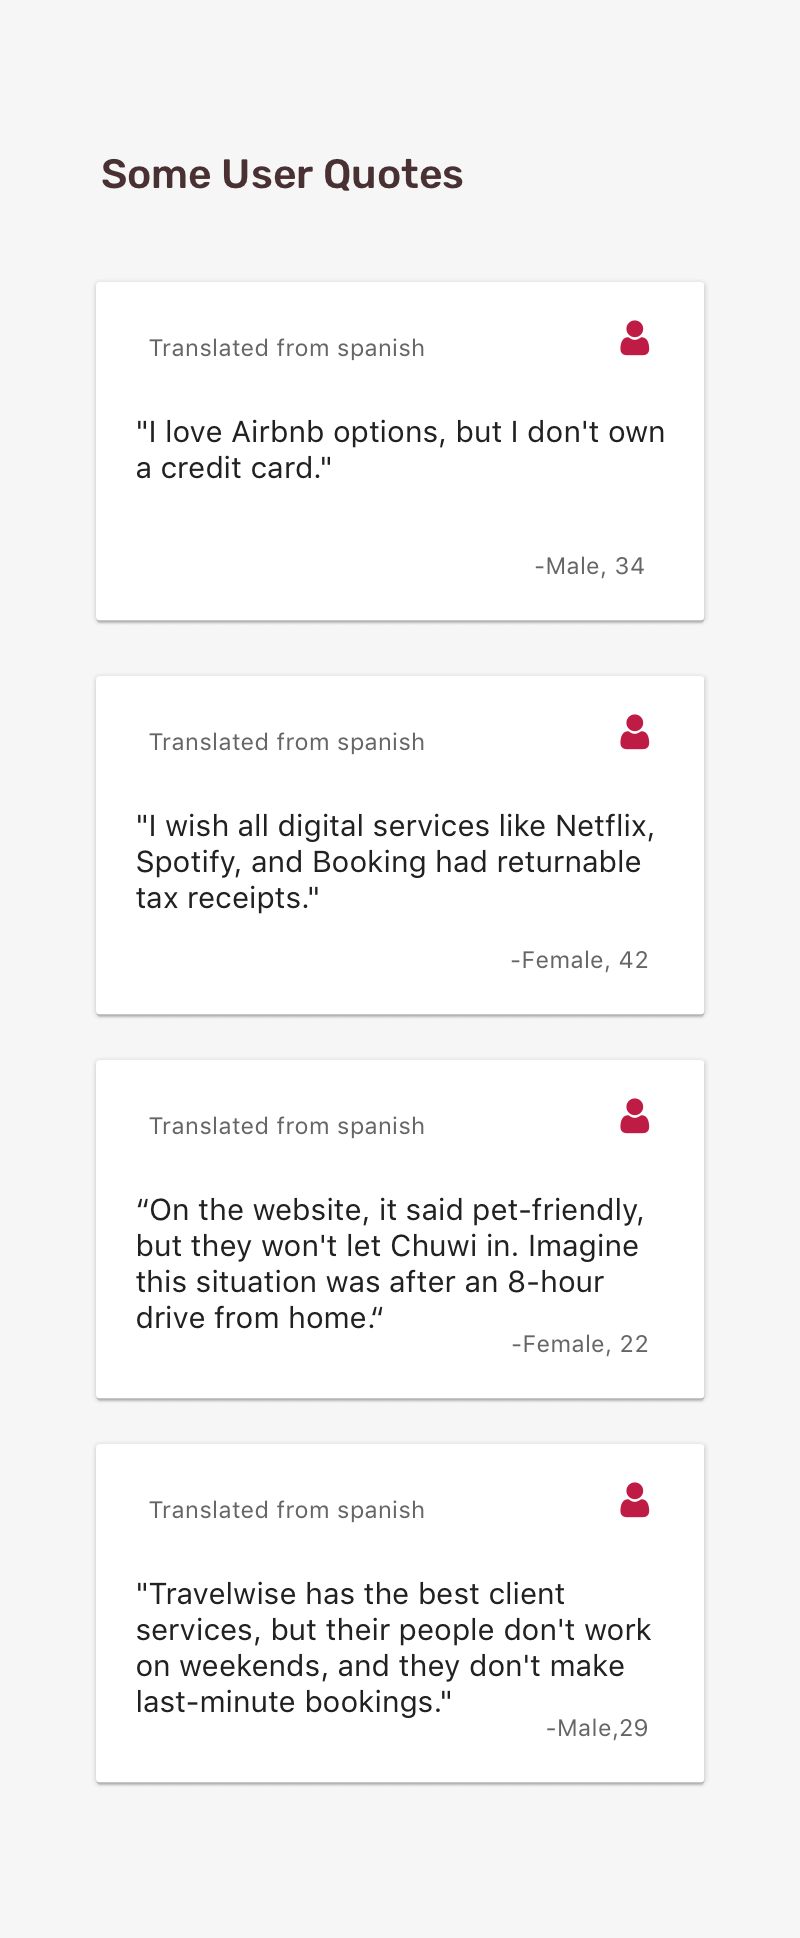 Some User Quotes
Translated from spanish
"I love Airbnb options, but I don't own
a credit card."
-Male, 34
Translated from spanish
"I wish all digital services like Netflix,
Spotify, and Booking had returnable
tax receipts."
-Female, 42
Translated from spanish
“On the website, it said pet-friendly,
but they won't let Chuwi in. Imagine
this situation was after an 8-hour
drive from home.“
-Female, 22
Translated from spanish
"Travelwise has the best client
services, but their people don't work
on weekends, and they don't make
last-minute bookings."
-Male,29